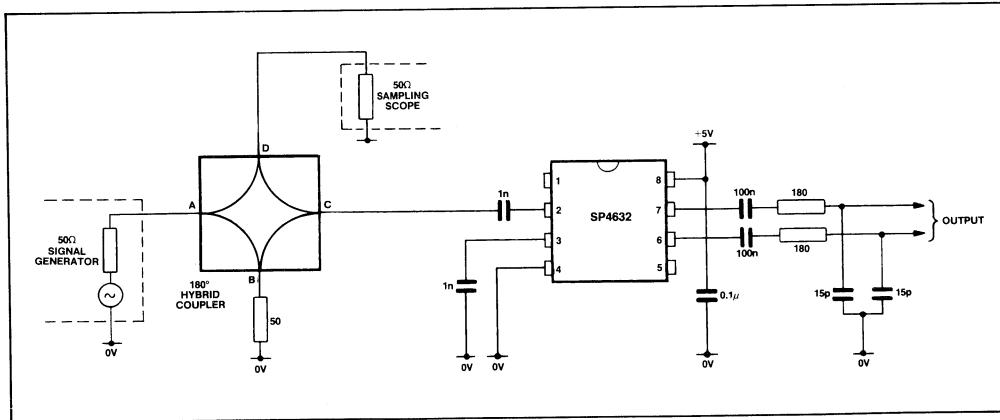 50Ω
SAMPLING
SCOPE
0V
D
A
C
B
50Ω
SIGNAL
GENERATOR
~
0V
180°
HYBRID
COUPLER
50
0V
1n
1n
0V
0V
1
2
3
4
SP4632
8
7
6
5
+5V
0.1μ
0V
100n
180
100n
180
OUTPUT
15p
15p
0V